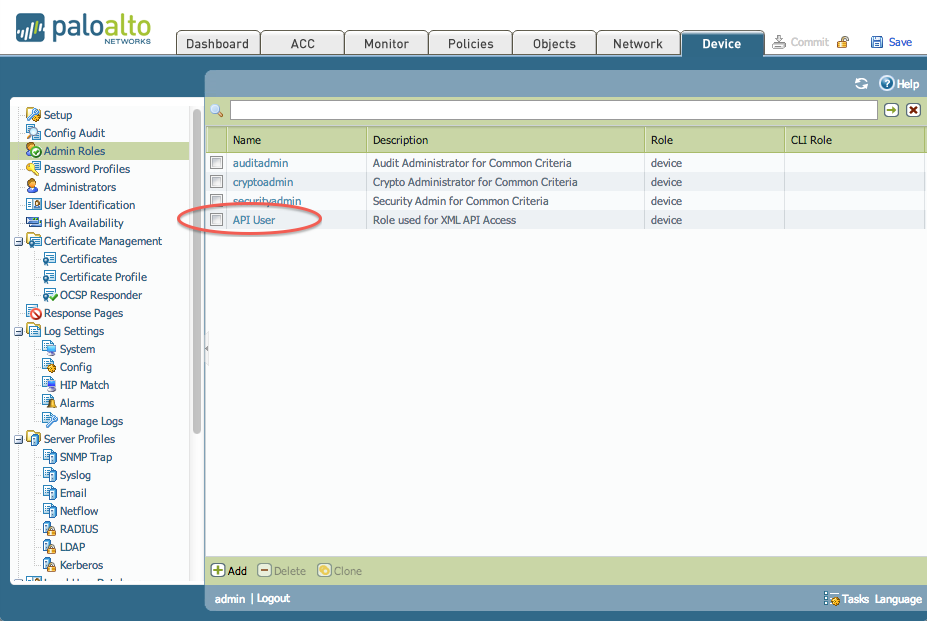 paloalto
NETWORKS
Dashboard ACC Monitor Policies Objects Network Device Commit Save
Help
Setup
Config Audit
Admin Roles
Password Profiles
Administrators
User Identification
High Availability
Certificate Management
Certificates
Certificate Profile
OCSP Responder
Response Pages
Log Settings
System
Config
HIP Match
Alarms
Manage Logs
Server Profiles
SNMP Trap
Syslog
Email
Netflow
RADIUS
LDAP
Kerberos
Name Description Role CLI Role
auditadmin Audit Administrator for Common Criteria device
cryptoadmin Crypto Administrator for Common Criteria device
securityadmin Security Admin for Common Criteria device
API User Role used for XML API Access device
Add Delete Clone
admin | Logout
Tasks Language